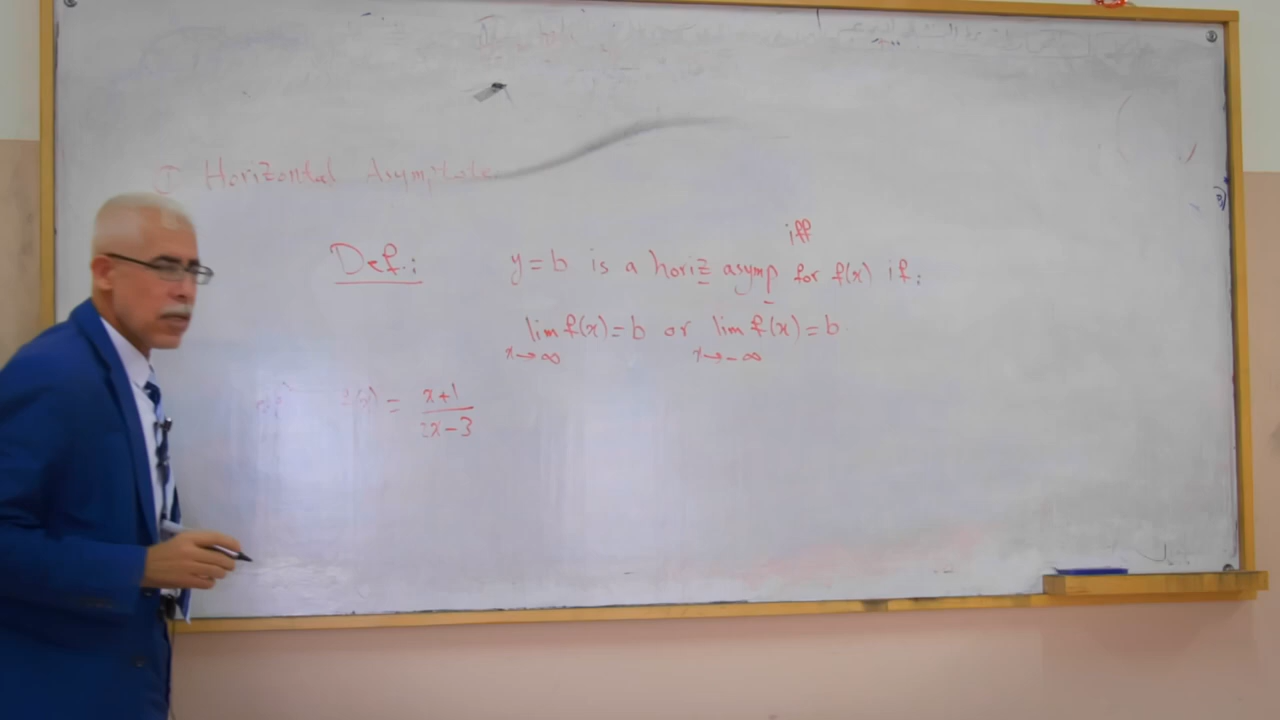 I Horizontal Asymptote
iff
Def.: y=b is a horiz asymp for f(x) if:
lim f(x)=b or lim f(x)=b
x→∞ x→-∞
f(x) = x+1
2x-3